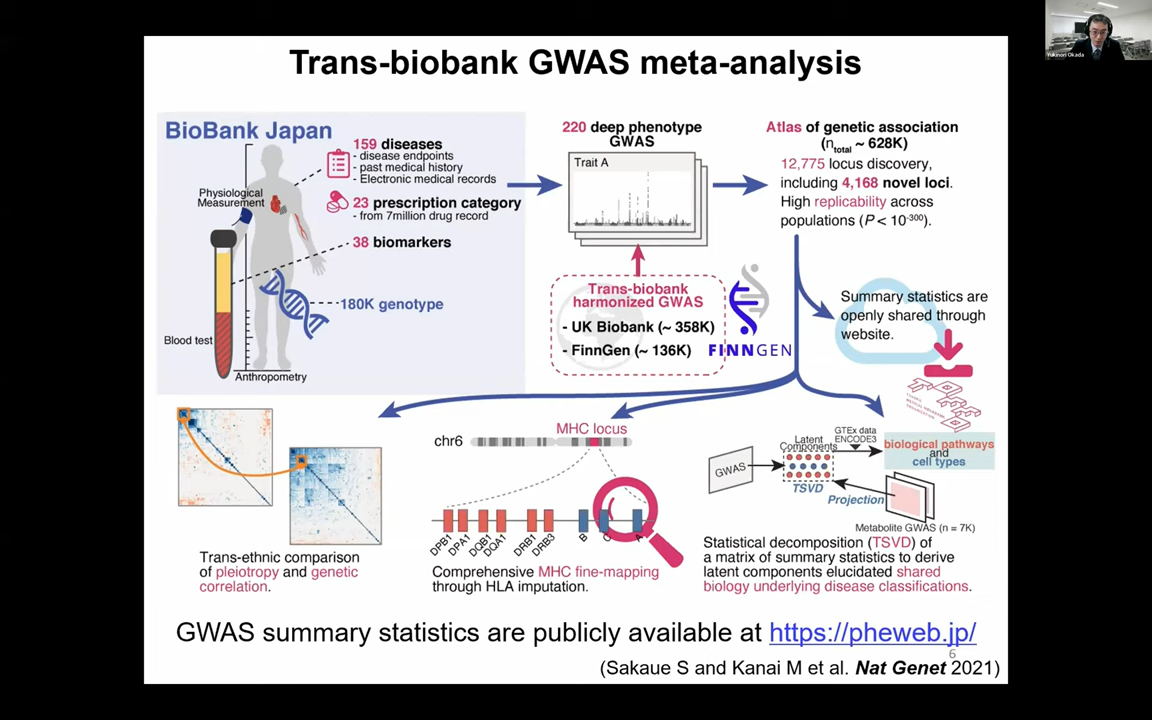 Trans-biobank GWAS meta-analysis
Yukinori Okada
BioBank Japan
159 diseases
- disease endpoints
- past medical history
- Electronic medical records
Physiological
Measurement
23 prescription category
- from 7million drug record
38 biomarkers
180K genotype
Blood test
Anthropometry
220 deep phenotype
GWAS
Trait A
Trans-biobank
harmonized GWAS
- UK Biobank (~ 358K)
- FinnGen (~ 136K)
FINNGEN
Atlas of genetic association
(ntotal ~ 628K)
12,775 locus discovery,
including 4,168 novel loci.
High replicability across
populations (P < 10-300).
Summary statistics are
openly shared through
website.
Trans-ethnic comparison
of pleiotropy and genetic
correlation.
MHC locus
chr6
DPB1
DPA1
DQB1
DQA1
DRB1
DRB3
B
C
A
Comprehensive MHC fine-mapping
through HLA imputation.
GWAS
Latent
Components
TSVD
GTEx data
ENCODE3
biological pathways
and
cell types
Projection
Metabolite GWAS (n = 7K)
Statistical decomposition (TSVD) of
a matrix of summary statistics to derive
latent components elucidated shared
biology underlying disease classifications.
GWAS summary statistics are publicly available at https://pheweb.jp/
6
(Sakaue S and Kanai M et al. Nat Genet 2021)